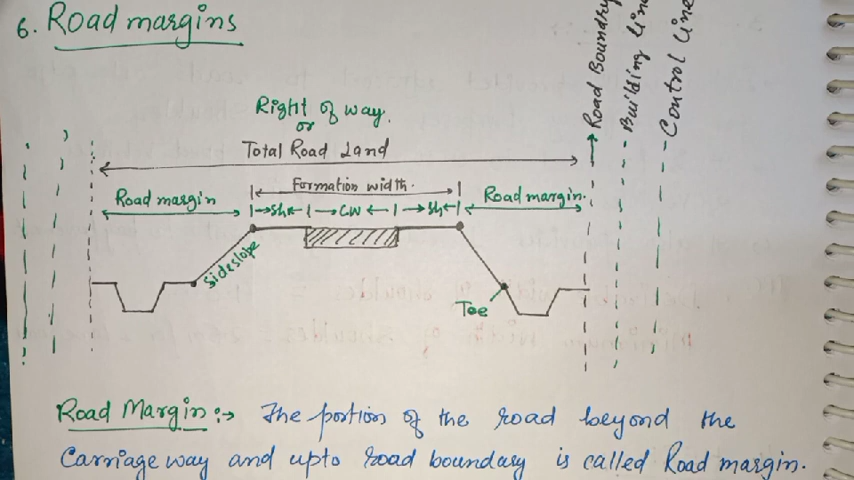 6. Road margins
Right of way.
or
Total Road Land
Formation width.
Road margin
Sh
CW
Sh
Road margin.
Sideslope
Toe
Road Boundry
Building line
Control line
Road Margin :→ The portion of the road beyond the
Carriage way and upto road boundary is called Road margin.